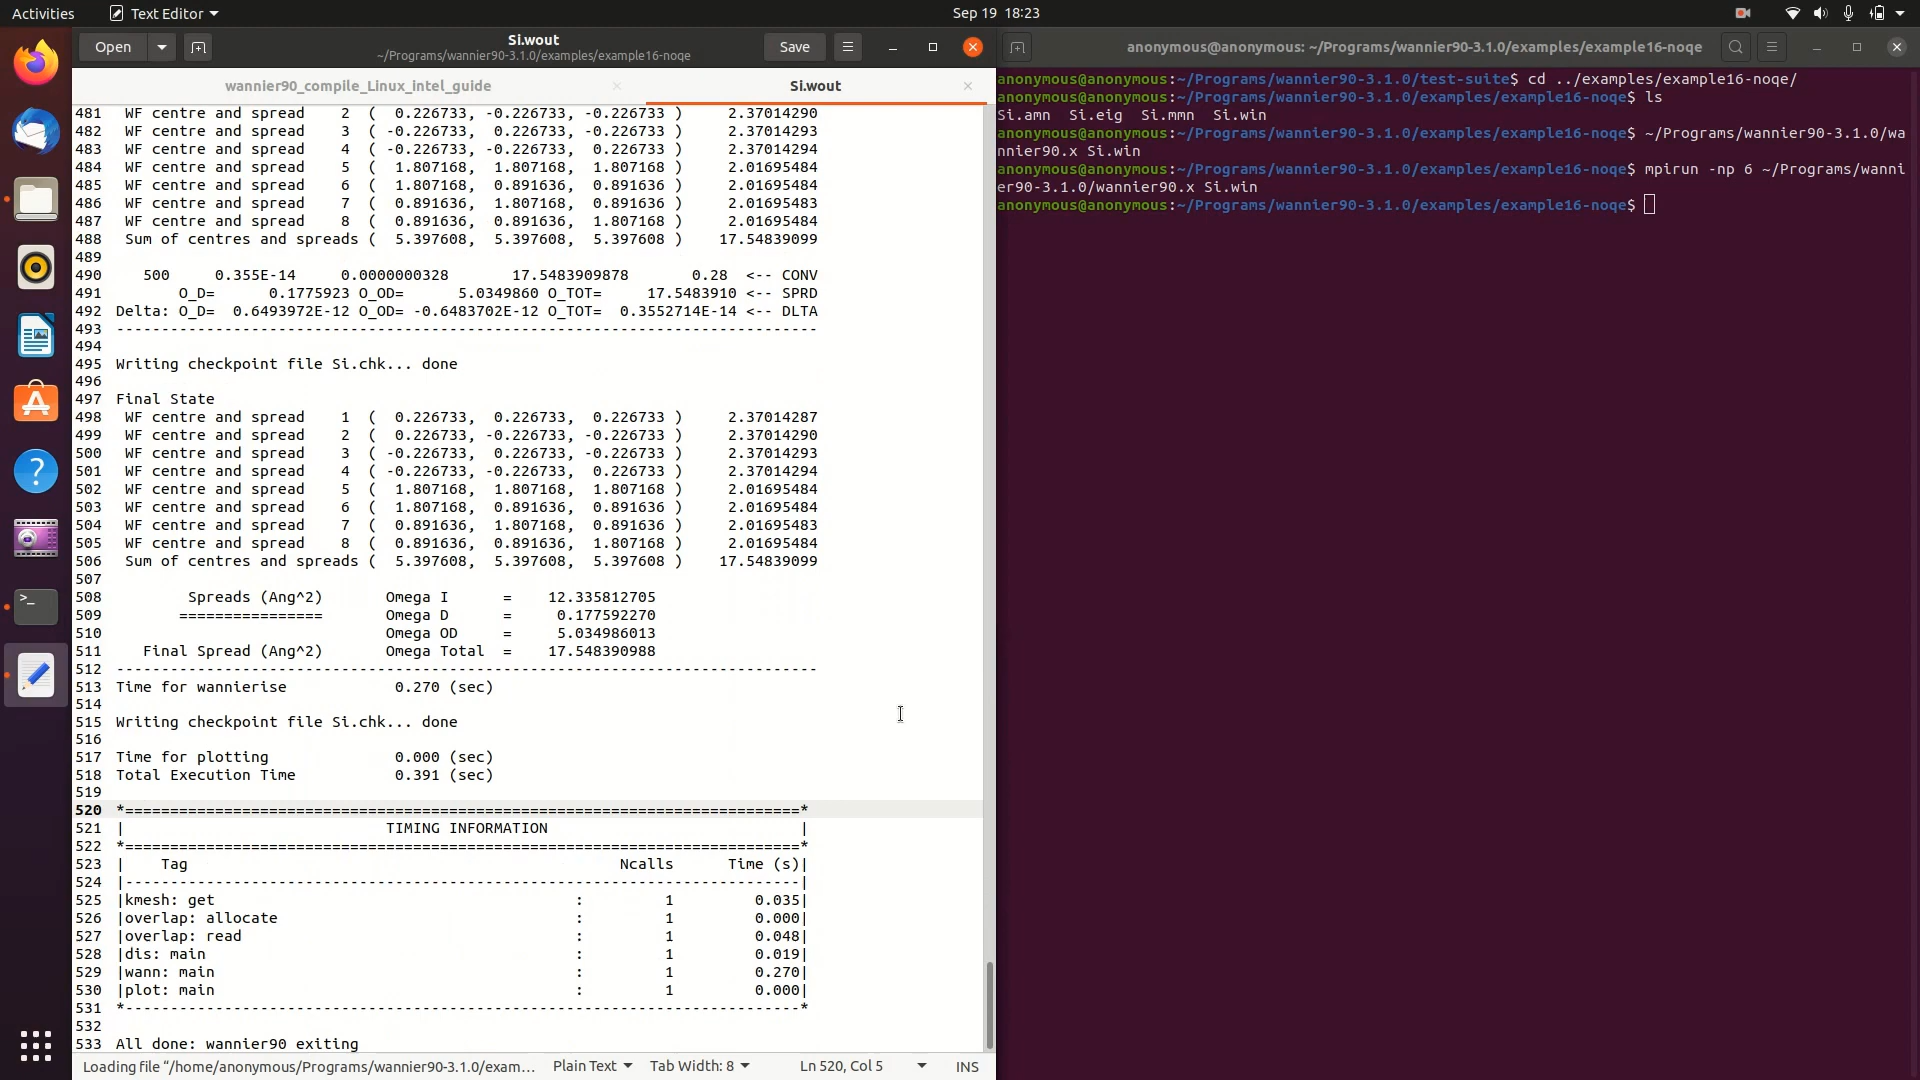 Activities
Text Editor
Sep 19 18:23
Open
Si.wout
~/Programs/wannier90-3.1.0/examples/example16-noqe
Save
wannier90_compile_Linux_intel_guide
Si.wout
481 WF centre and spread 2 ( 0.226733, -0.226733, -0.226733 ) 2.37014290
482 WF centre and spread 3 ( -0.226733, 0.226733, -0.226733 ) 2.37014293
483 WF centre and spread 4 ( -0.226733, -0.226733, 0.226733 ) 2.37014294
484 WF centre and spread 5 ( 1.807168, 1.807168, 1.807168 ) 2.01695484
485 WF centre and spread 6 ( 1.807168, 0.891636, 0.891636 ) 2.01695484
486 WF centre and spread 7 ( 0.891636, 1.807168, 0.891636 ) 2.01695483
487 WF centre and spread 8 ( 0.891636, 0.891636, 1.807168 ) 2.01695484
488 Sum of centres and spreads ( 5.397608, 5.397608, 5.397608 ) 17.54839099
489
490 500 0.355E-14 0.0000000328 17.5483909878 0.28 <-- CONV
491 O_D= 0.1775923 O_OD= 5.0349860 O_TOT= 17.5483910 <-- SPRD
492 Delta: O_D= 0.6493972E-12 O_OD= -0.6483702E-12 O_TOT= 0.3552714E-14 <-- DLTA
493 ------------------------------------------------------------------------------
494
495 Writing checkpoint file Si.chk... done
496
497 Final State
498 WF centre and spread 1 ( 0.226733, 0.226733, 0.226733 ) 2.37014287
499 WF centre and spread 2 ( 0.226733, -0.226733, -0.226733 ) 2.37014290
500 WF centre and spread 3 ( -0.226733, 0.226733, -0.226733 ) 2.37014293
501 WF centre and spread 4 ( -0.226733, -0.226733, 0.226733 ) 2.37014294
502 WF centre and spread 5 ( 1.807168, 1.807168, 1.807168 ) 2.01695484
503 WF centre and spread 6 ( 1.807168, 0.891636, 0.891636 ) 2.01695484
504 WF centre and spread 7 ( 0.891636, 1.807168, 0.891636 ) 2.01695483
505 WF centre and spread 8 ( 0.891636, 0.891636, 1.807168 ) 2.01695484
506 Sum of centres and spreads ( 5.397608, 5.397608, 5.397608 ) 17.54839099
507
508 Spreads (Ang^2) Omega I = 12.335812705
509 ================ Omega D = 0.177592270
510 Omega OD = 5.034986013
511 Final Spread (Ang^2) Omega Total = 17.548390988
512 ------------------------------------------------------------------------------
513 Time for wannierise 0.270 (sec)
514
515 Writing checkpoint file Si.chk... done
516
517 Time for plotting 0.000 (sec)
518 Total Execution Time 0.391 (sec)
519
520 *===========================================================================*
521 | TIMING INFORMATION |
522 *===========================================================================*
523 | Tag Ncalls Time (s)|
524 |---------------------------------------------------------------------------|
525 |kmesh: get : 1 0.035|
526 |overlap: allocate : 1 0.000|
527 |overlap: read : 1 0.048|
528 |dis: main : 1 0.019|
529 |wann: main : 1 0.270|
530 |plot: main : 1 0.000|
531 *---------------------------------------------------------------------------*
532
533 All done: wannier90 exiting
Loading file “/home/anonymous/Programs/wannier90-3.1.0/exam…
Plain Text
Tab Width: 8
Ln 520, Col 5
INS
anonymous@anonymous: ~/Programs/wannier90-3.1.0/examples/example16-noqe
anonymous@anonymous:~/Programs/wannier90-3.1.0/test-suite$ cd ../examples/example16-noqe/
anonymous@anonymous:~/Programs/wannier90-3.1.0/examples/example16-noqe$ ls
Si.amn Si.eig Si.mmn Si.win
anonymous@anonymous:~/Programs/wannier90-3.1.0/examples/example16-noqe$ ~/Programs/wannier90-3.1.0/wa
nnier90.x Si.win
anonymous@anonymous:~/Programs/wannier90-3.1.0/examples/example16-noqe$ mpirun -np 6 ~/Programs/wanni
er90-3.1.0/wannier90.x Si.win
anonymous@anonymous:~/Programs/wannier90-3.1.0/examples/example16-noqe$